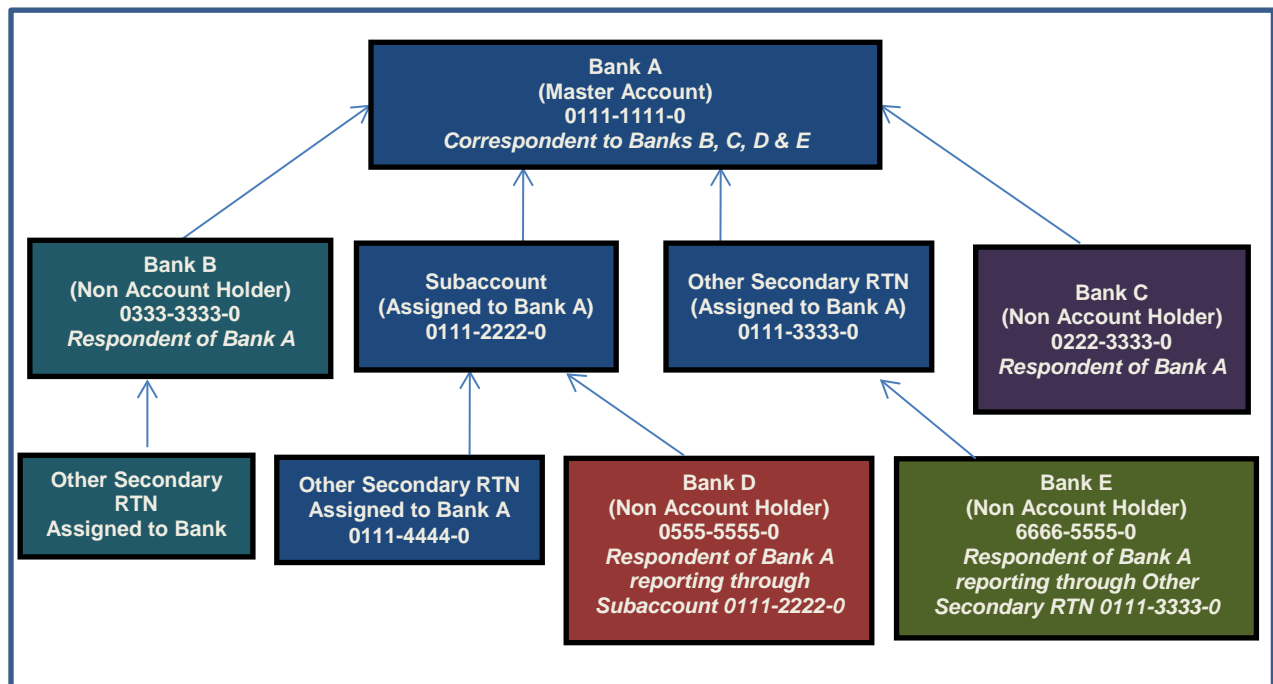 Bank A
(Master Account)
0111-1111-0
Correspondent to Banks B, C, D & E
Bank B
(Non Account Holder)
0333-3333-0
Respondent of Bank A
Subaccount
(Assigned to Bank A)
0111-2222-0
Other Secondary RTN
(Assigned to Bank A)
0111-3333-0
Bank C
(Non Account Holder)
0222-3333-0
Respondent of Bank A
Other Secondary
RTN
Assigned to Bank
Other Secondary RTN
Assigned to Bank A
0111-4444-0
Bank D
(Non Account Holder)
0555-5555-0
Respondent of Bank A
reporting through
Subaccount 0111-2222-0
Bank E
(Non Account Holder)
6666-5555-0
Respondent of Bank A
reporting through Other
Secondary RTN 0111-3333-0